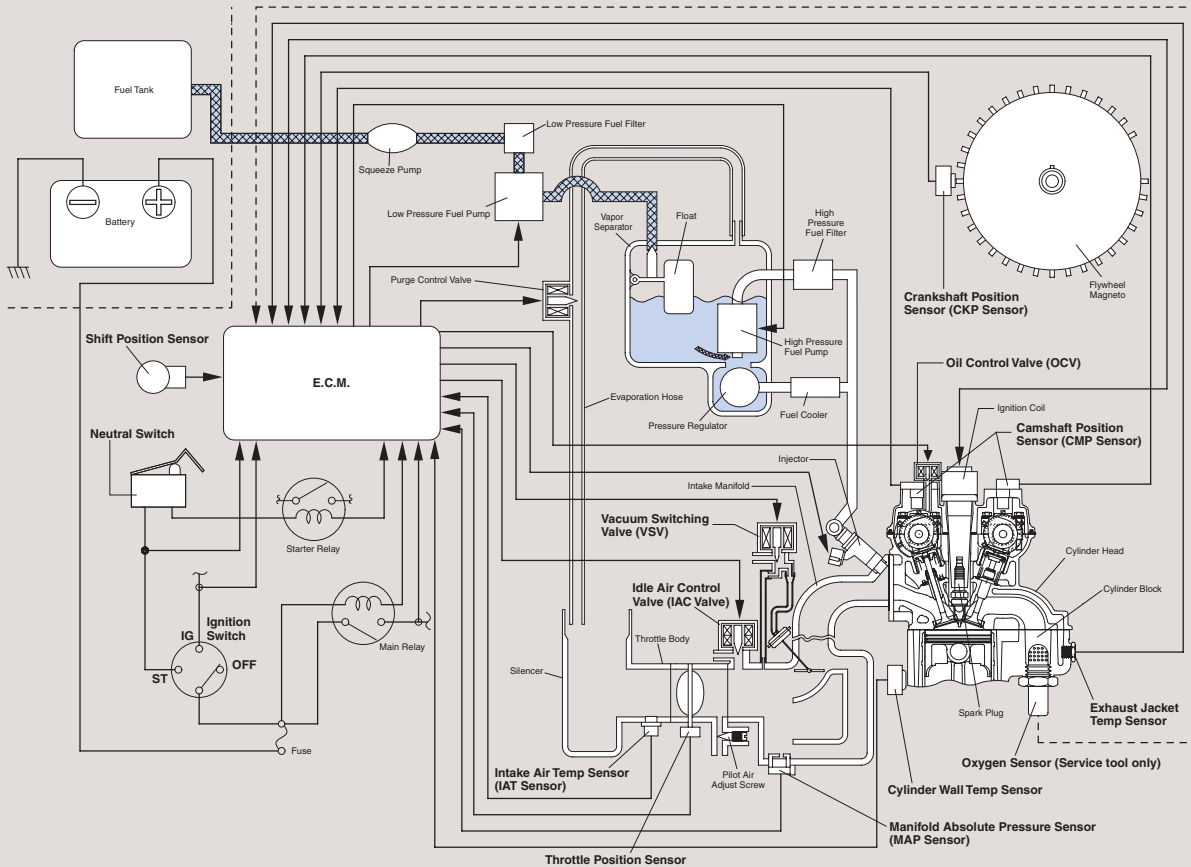 Fuel Tank
Squeeze Pump
Low Pressure Fuel Filter
Low Pressure Fuel Pump
Battery
Vapor
Separator
Float
High
Pressure
Fuel Filter
Purge Control Valve
High Pressure
Fuel Pump
Crankshaft Position
Sensor (CKP Sensor)
Flywheel
Magneto
Shift Position Sensor
E.C.M.
Evaporation Hose
Pressure Regulator
Fuel Cooler
Oil Control Valve (OCV)
Ignition Coil
Camshaft Position
Sensor (CMP Sensor)
Neutral Switch
Starter Relay
Injector
Intake Manifold
Vacuum Switching
Valve (VSV)
Cylinder Head
Cylinder Block
Idle Air Control
Valve (IAC Valve)
IG
Ignition
Switch
OFF
ST
Main Relay
Throttle Body
Silencer
Fuse
Spark Plug
Exhaust Jacket
Temp Sensor
Intake Air Temp Sensor
(IAT Sensor)
Pilot Air
Adjust Screw
Oxygen Sensor (Service tool only)
Cylinder Wall Temp Sensor
Manifold Absolute Pressure Sensor
(MAP Sensor)
Throttle Position Sensor